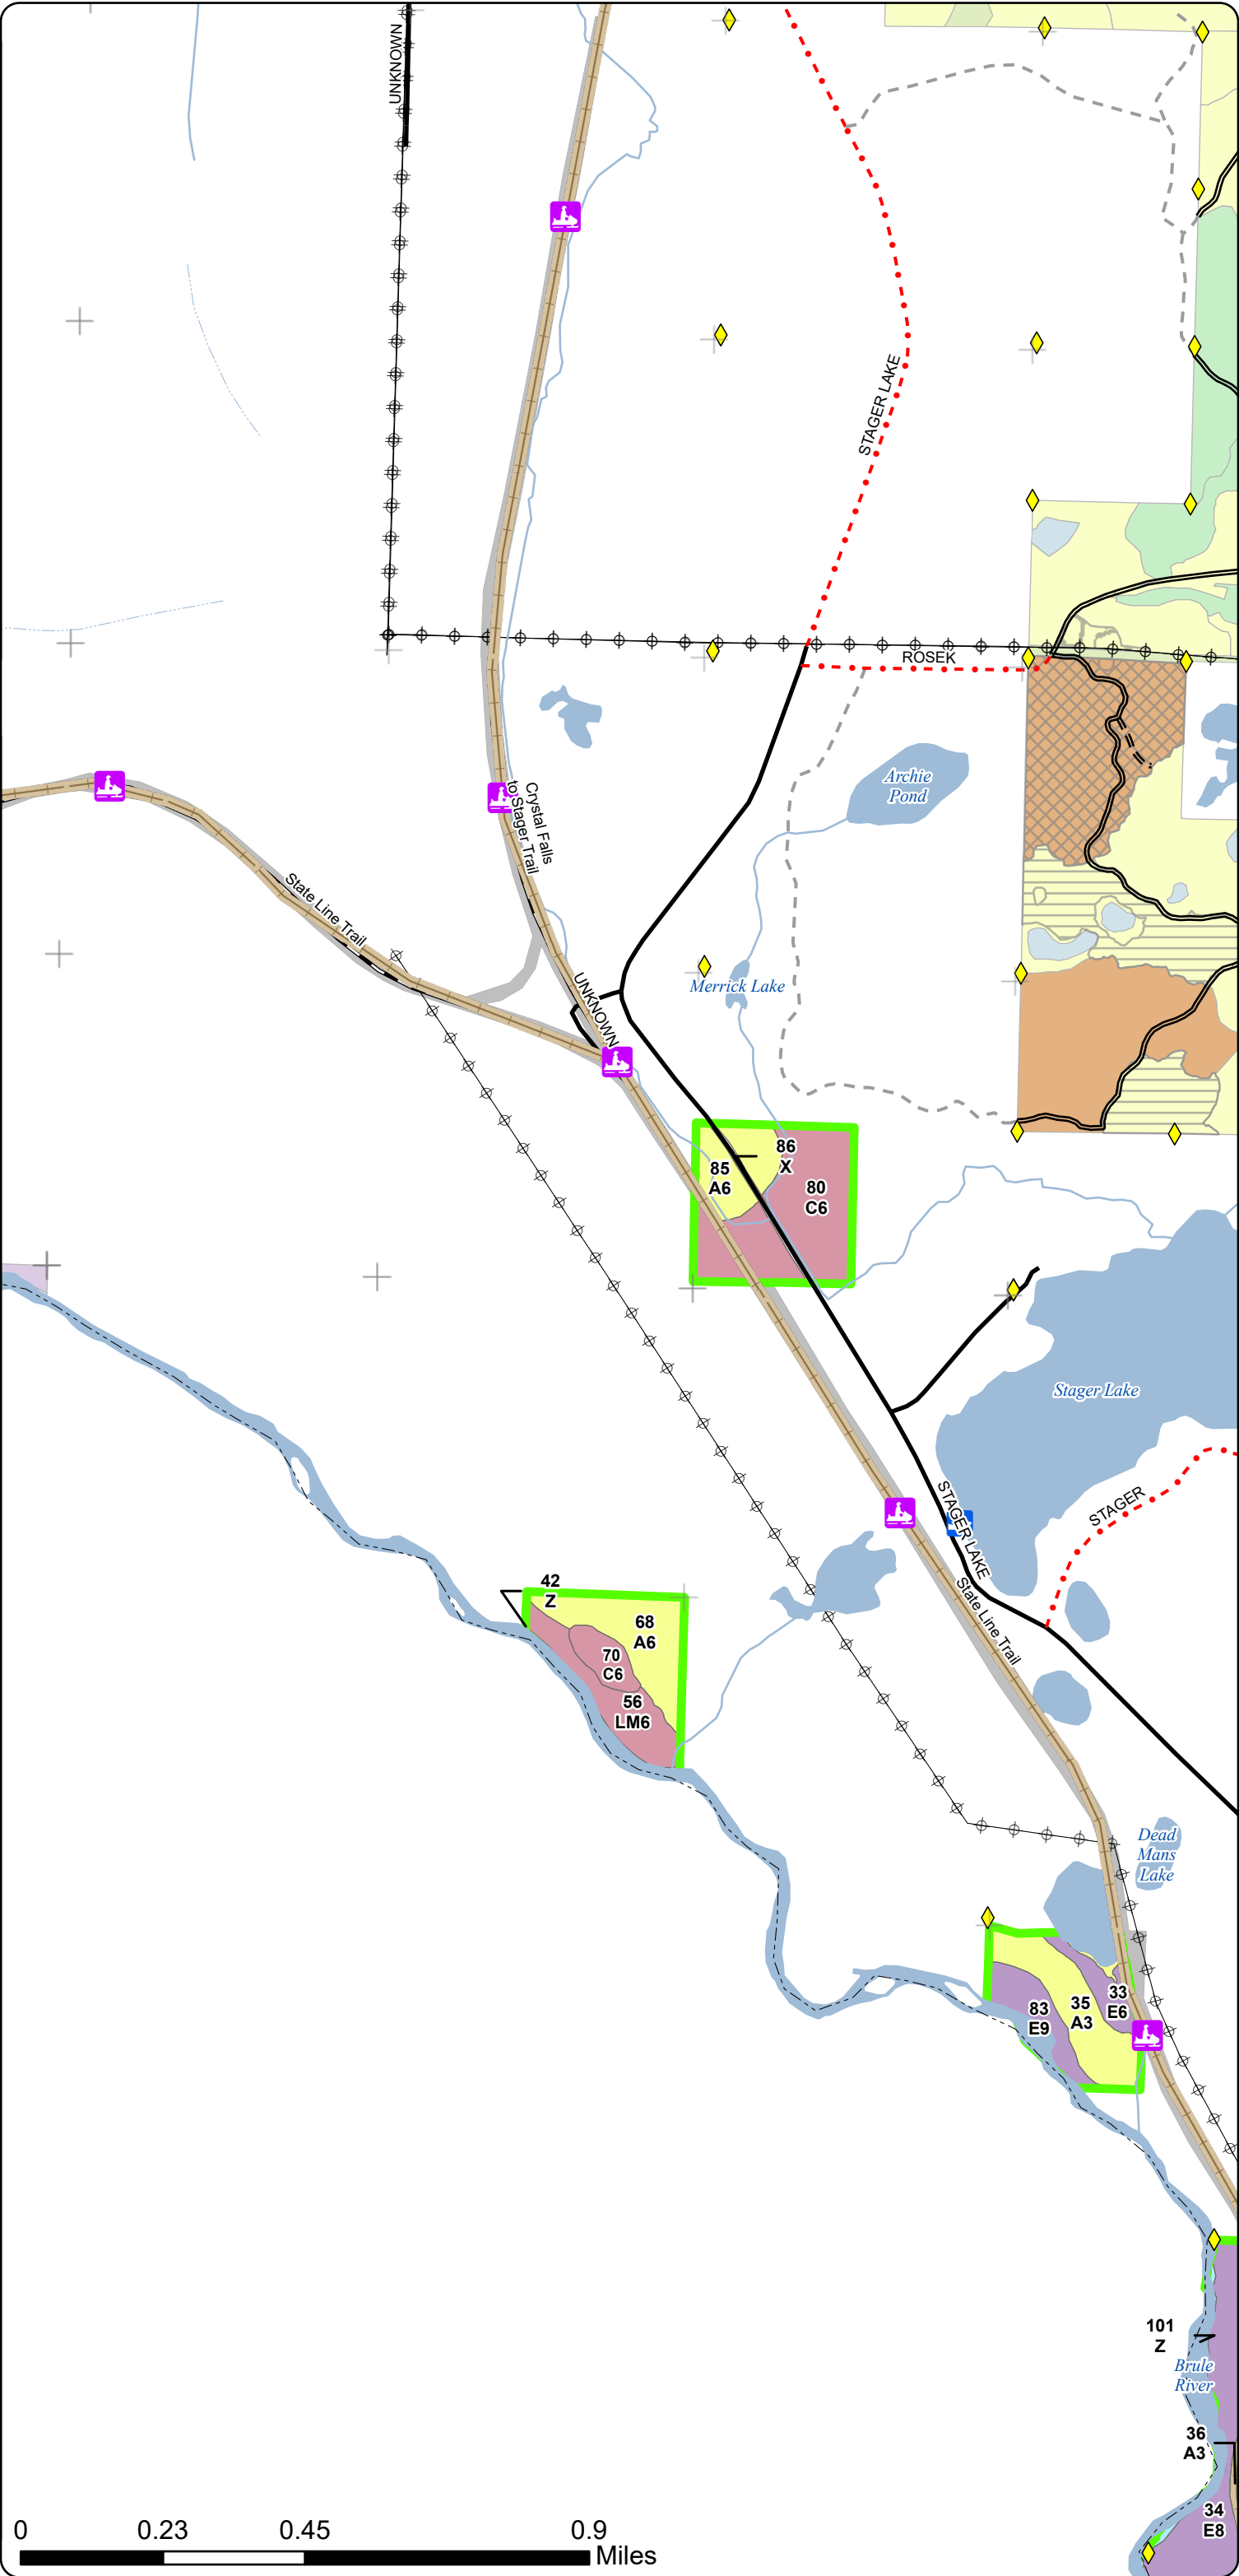 UNKNOWN
STAGER LAKE
ROSEK
Archie
Pond
Crystal Falls
to Stager Trail
State Line Trail
UNKNOWN
Merrick Lake
86
X
85
A6
80
C6
Stager Lake
STAGER LAKE
STAGER
42
Z
State Line Trail
68
A6
70
C6
56
LM6
Dead
Mans
Lake
33
E6
35
A3
83
E9
101
Z
Brule
River
36
A3
34
E8
0
0.23
0.45
0.9
Miles